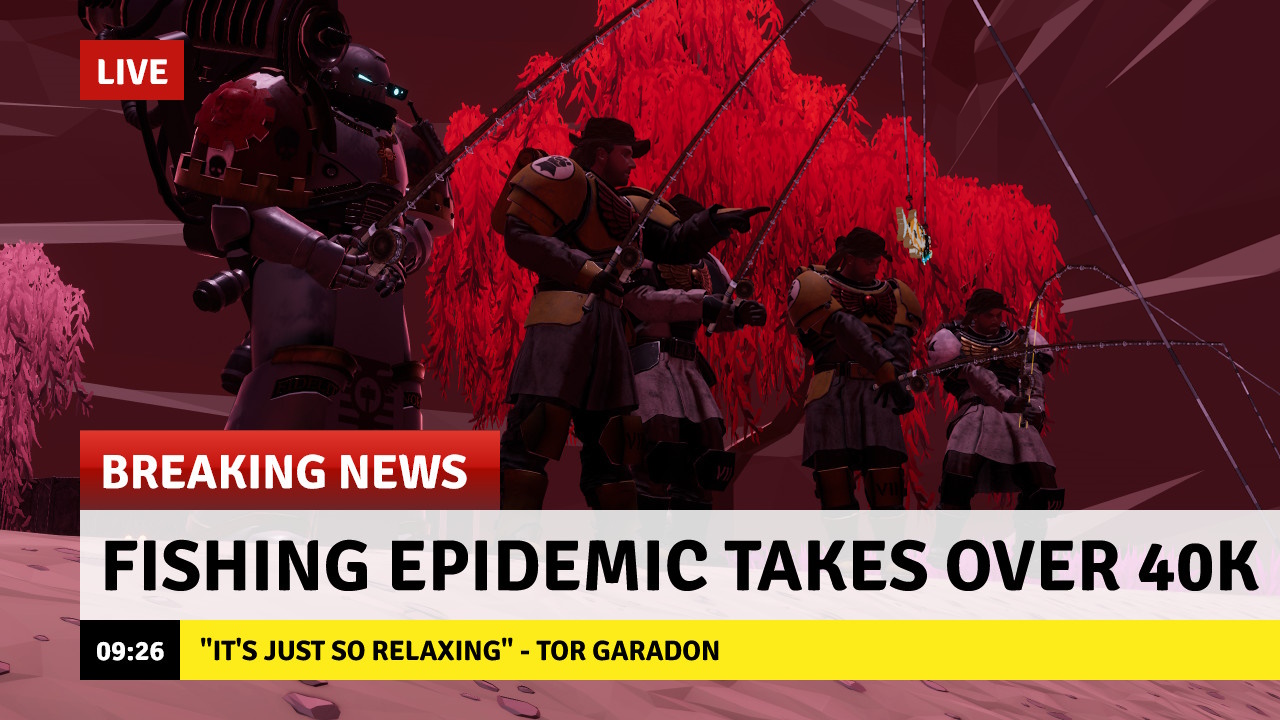 LIVE
BREAKING NEWS
FISHING EPIDEMIC TAKES OVER 40K
09:26 "IT'S JUST SO RELAXING" - TOR GARADON